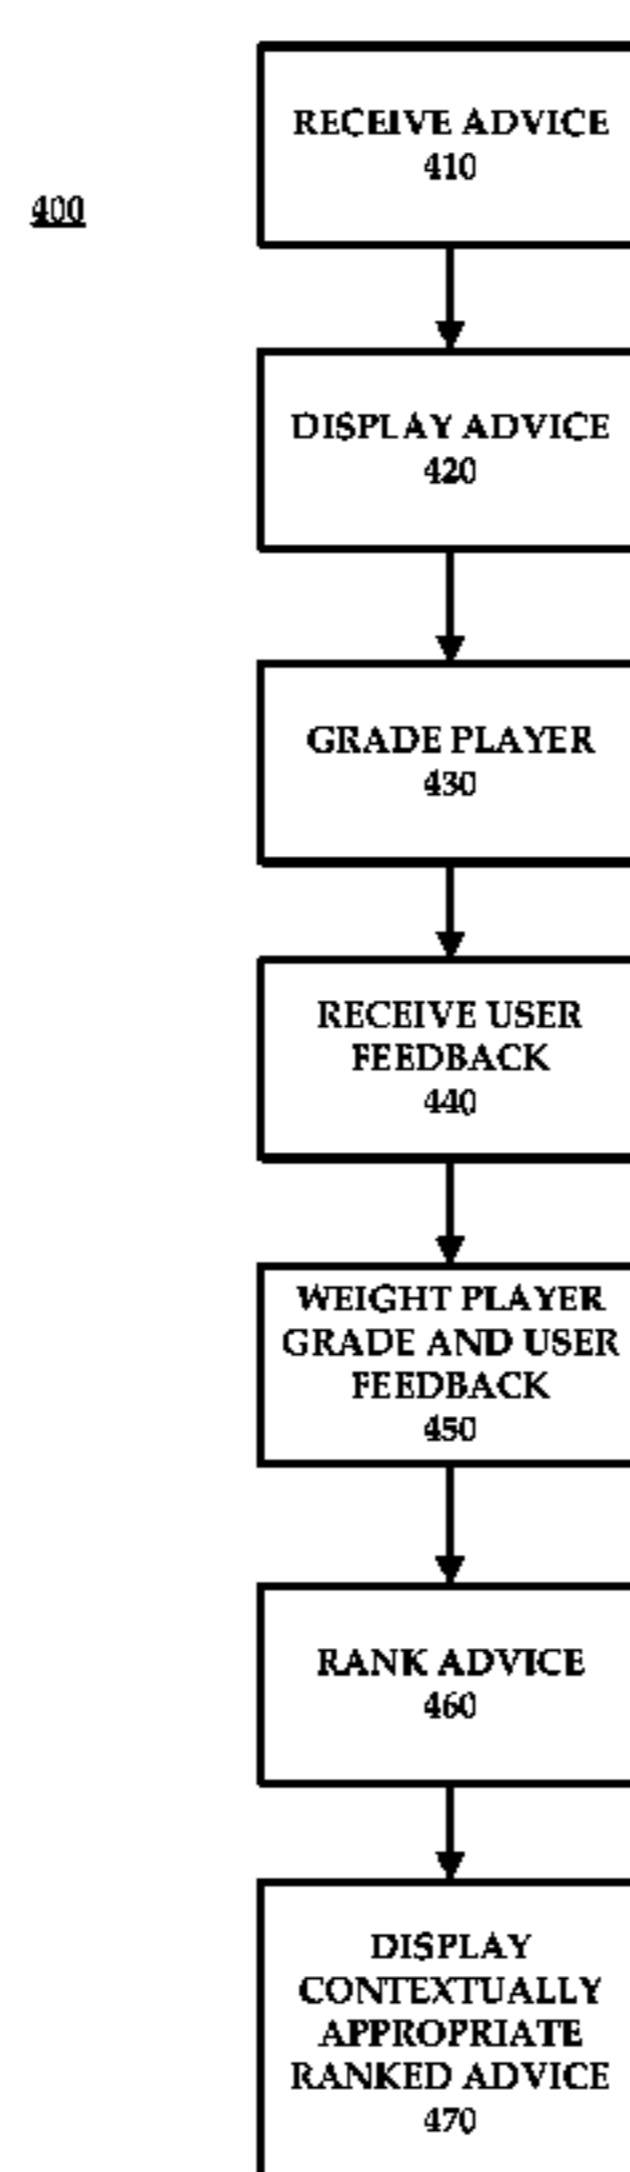 RECEIVE ADVICE
410
400
DISPLAY ADVICE
420
GRADE PLAYER
430
RECEIVE USER
FEEDBACK
440
WEIGHT PLAYER
GRADE AND USER
FEEDBACK
450
RANK ADVICE
460
DISPLAY
CONTEXTUALLY
APPROPRIATE
RANKED ADVICE
470